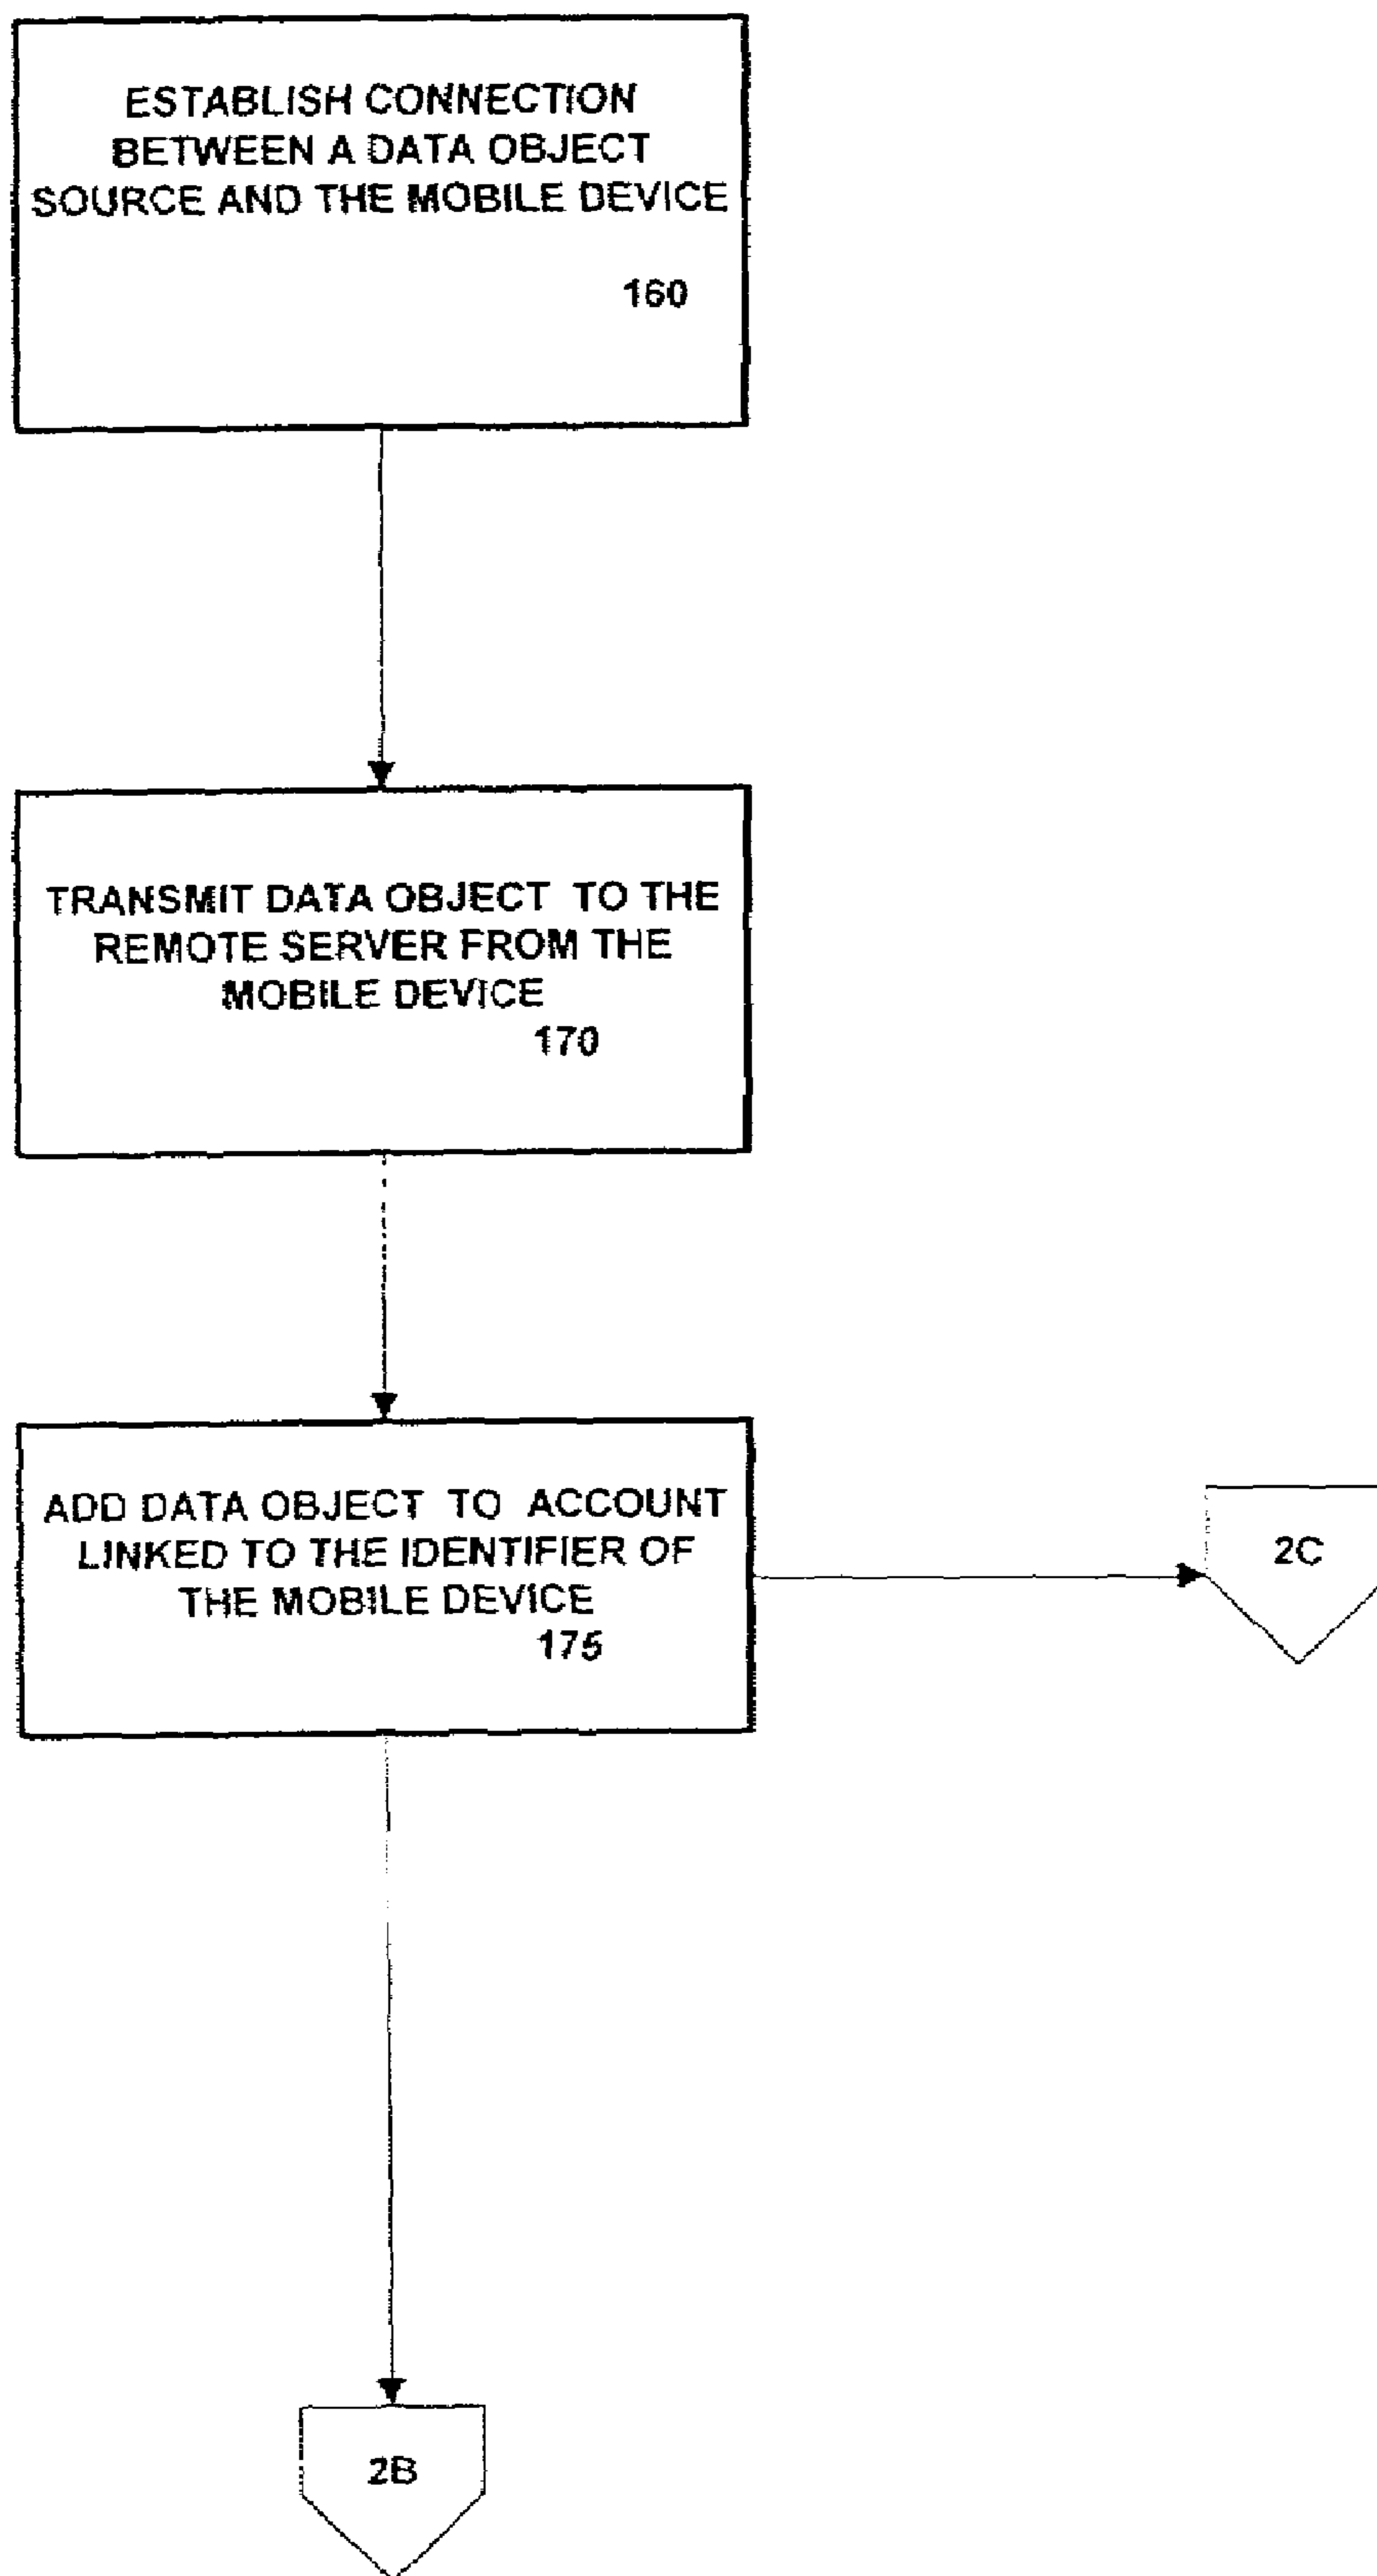 ESTABLISH CONNECTION
BETWEEN A DATA OBJECT
SOURCE AND THE MOBILE DEVICE
160
TRANSMIT DATA OBJECT TO THE
REMOTE SERVER FROM THE
MOBILE DEVICE
170
ADD DATA OBJECT TO ACCOUNT
LINKED TO THE IDENTIFIER OF
THE MOBILE DEVICE
175
2C
2B